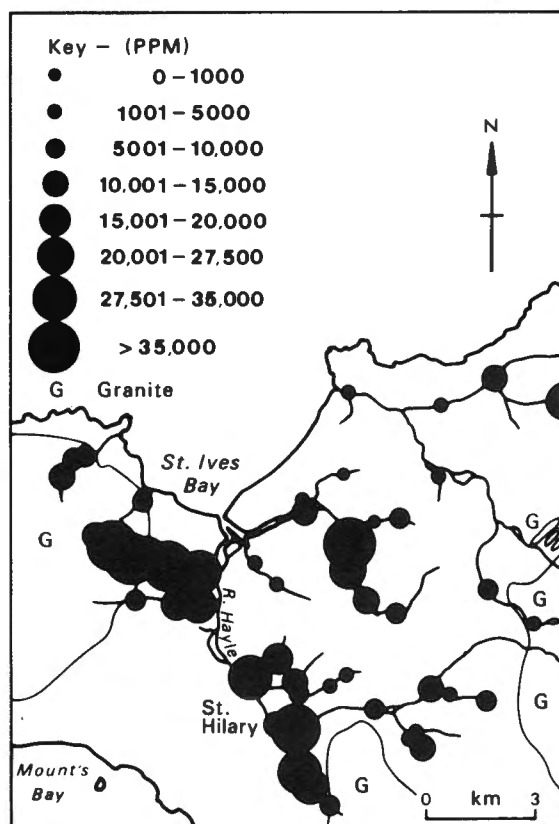 Key – (PPM)
0–1000
1001–5000
5001–10,000
10,001–15,000
15,001–20,000
20,001–27,500
27,501–35,000
>35,000
G Granite
N
St. Ives
Bay
G
G
G
R. Hayle
St.
Hilary
G
G
Mount's
Bay
0 km 3